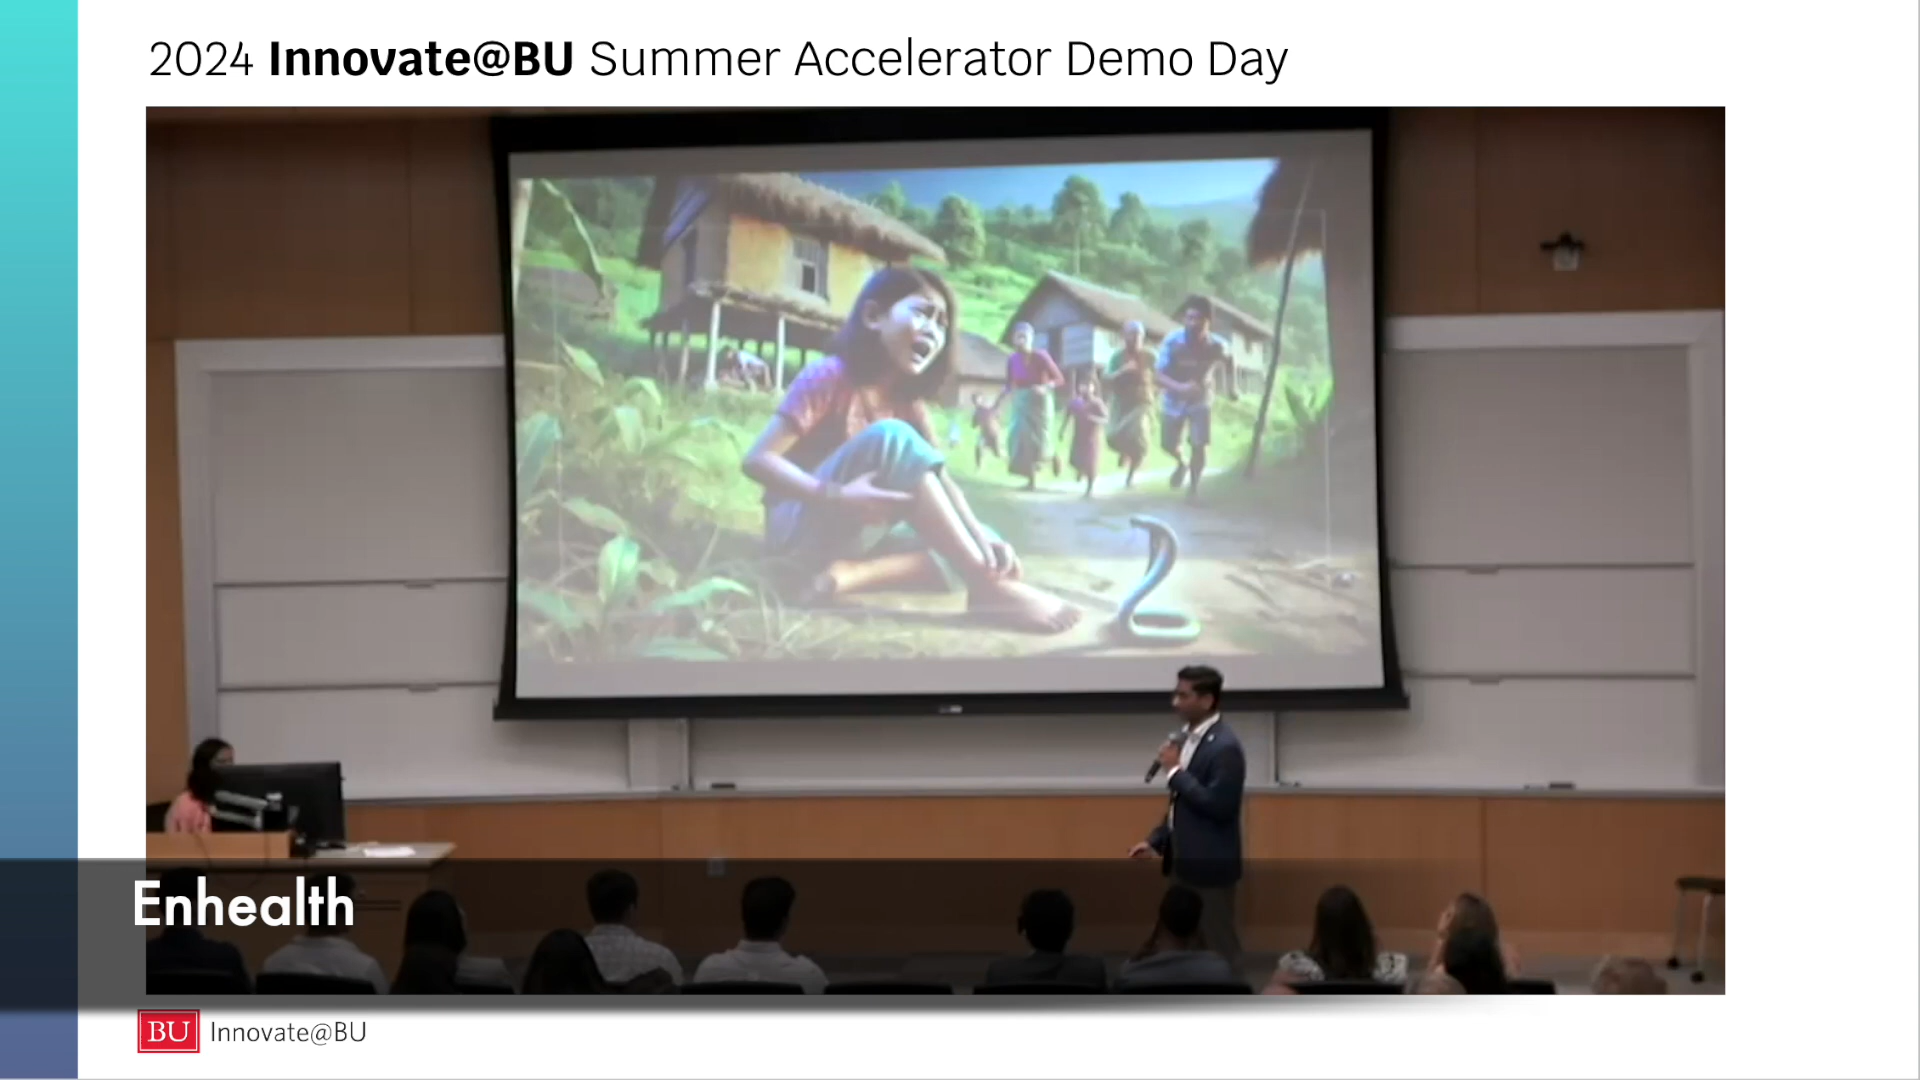 2024 Innovate@BU Summer Accelerator Demo Day
Enhealth
BU Innovate@BU